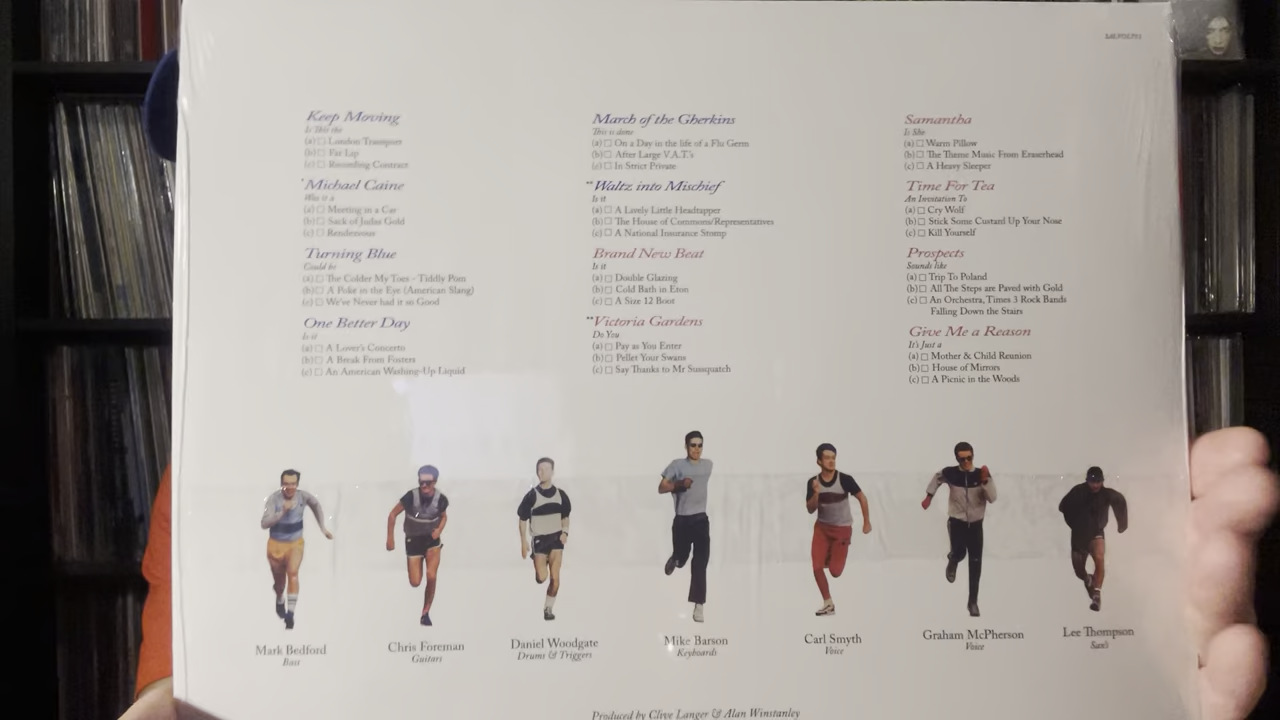 Keep Moving
Is This the
(a) □ London Transport
(b) □ Fat Lap
(c) □ Recording Contract
*Michael Caine
Was it a
(a) □ Meeting in a Car
(b) □ Sack of Judas Gold
(c) □ Rendezvous
Turning Blue
Could be
(a) □ The Colder My Toes - Tiddly Pom
(b) □ A Poke in the Eye (American Slang)
(c) □ We've Never had it so Good
One Better Day
Is it
(a) □ A Lover's Concerto
(b) □ A Break From Fosters
(c) □ An American Washing-Up-Liquid
March of the Gherkins
This is done
(a) □ On a Day in the life of a Flu Germ
(b) □ After Large V.A.T.'s
(c) □ In Strict Private
**Waltz into Mischief
Is it
(a) □ A Lively Little Headtapper
(b) □ The House of Commons/Representatives
(c) □ A National Insurance Stomp
Brand New Beat
Is it
(a) □ Double Glazing
(b) □ Cold Bath in Eton
(c) □ A Size 12 Boot
**Victoria Gardens
Do You
(a) □ Pay as You Enter
(b) □ Pellet Your Swans
(c) □ Say Thanks to Mr Sussquatch
Samantha
Is She
(a) □ Warm Pillow
(b) □ The Theme Music From Eraserhead
(c) □ A Heavy Sleeper
Time For Tea
An Invitation To
(a) □ Cry Wolf
(b) □ Stick Some Custard Up Your Nose
(c) □ Kill Yourself
Prospects
Sounds like
(a) □ Trip To Poland
(b) □ All The Steps are Paved with Gold
(c) □ An Orchestra, Times 3 Rock Bands
Falling Down the Stairs
Give Me a Reason
It's Just a
(a) □ Mother & Child Reunion
(b) □ House of Mirrors
(c) □ A Picnic in the Woods
Mark Bedford
Bass
Chris Foreman
Guitars
Daniel Woodgate
Drums & Triggers
Mike Barson
Keyboards
Carl Smyth
Voice
Graham McPherson
Voice
Lee Thompson
Sax's
Produced by Clive Langer & Alan Winstanley